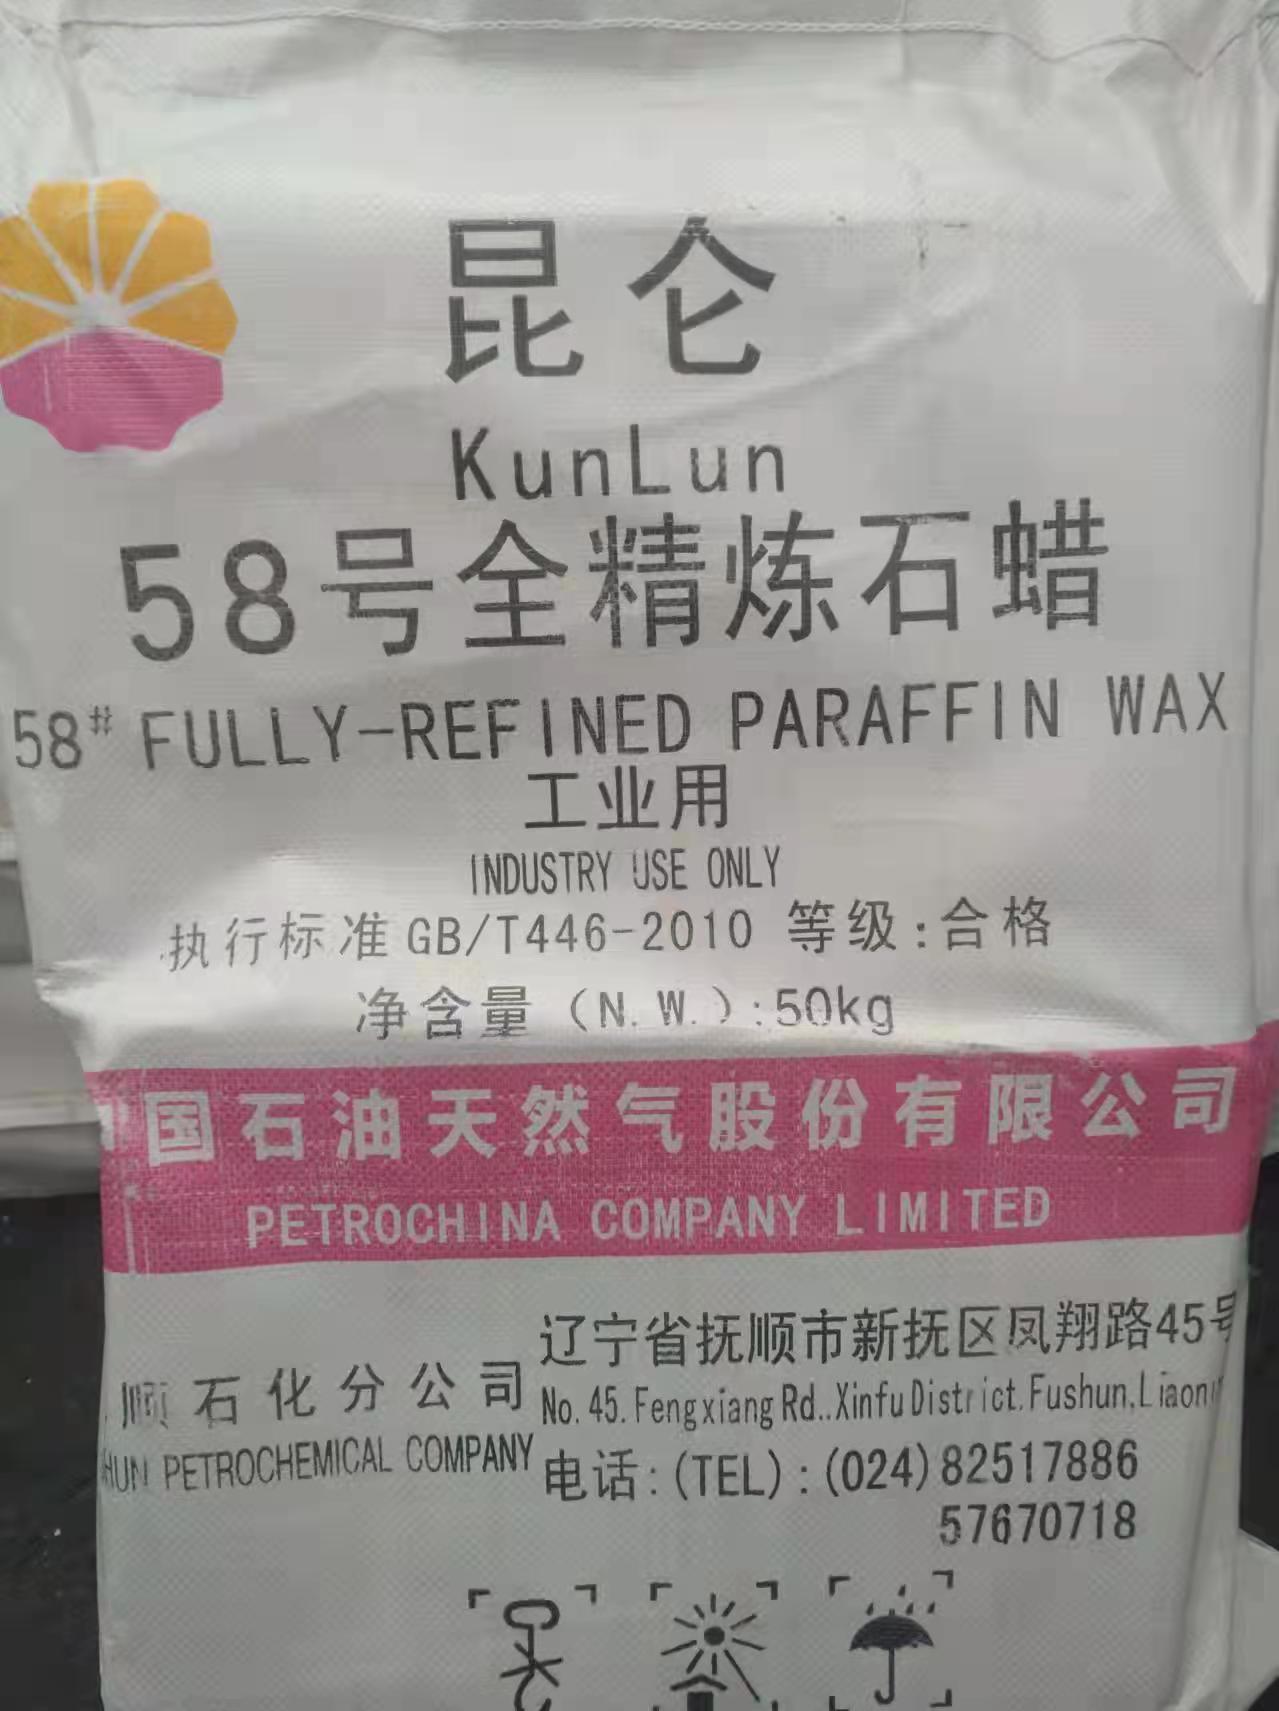 昆仑
KunLun
58号全精炼石蜡
58# FULLY-REFINED PARAFFIN WAX
工业用
INDUSTRY USE ONLY
执行标准 GB/T446-2010 等级:合格
净含量 (N.W.):50kg
国石油天然气股份有限公司
PETROCHINA COMPANY LIMITED
顺石化分公司
HUN PETROCHEMICAL COMPANY
辽宁省抚顺市新抚区凤翔路45号
No.45.Fengxiang Rd..Xinfu District.Fushun.Liaoni
电话:(TEL):(024)82517886
57670718